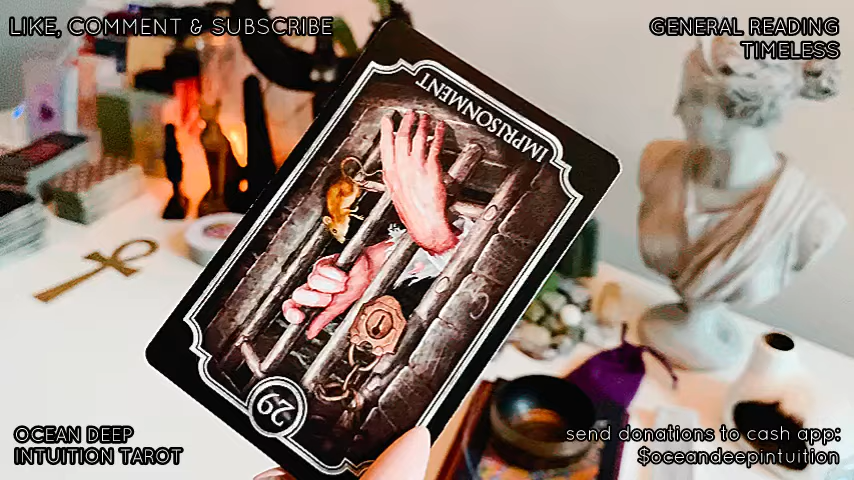 LIKE, COMMENT & SUBSCRIBE
GENERAL READING
TIMELESS
IMPRISONMENT
29
OCEAN DEEP
INTUITION TAROT
send donations to cash app:
$oceandeepintuition